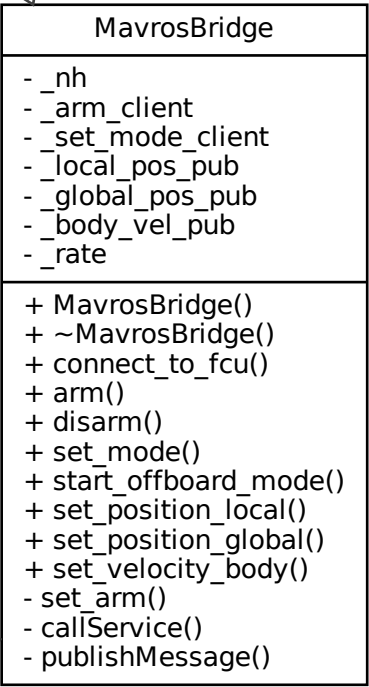 MavrosBridge
- _nh
- _arm_client
- _set_mode_client
- _local_pos_pub
- _global_pos_pub
- _body_vel_pub
- _rate
+ MavrosBridge()
+ ~MavrosBridge()
+ connect_to_fcu()
+ arm()
+ disarm()
+ set_mode()
+ start_offboard_mode()
+ set_position_local()
+ set_position_global()
+ set_velocity_body()
- set_arm()
- callService()
- publishMessage()